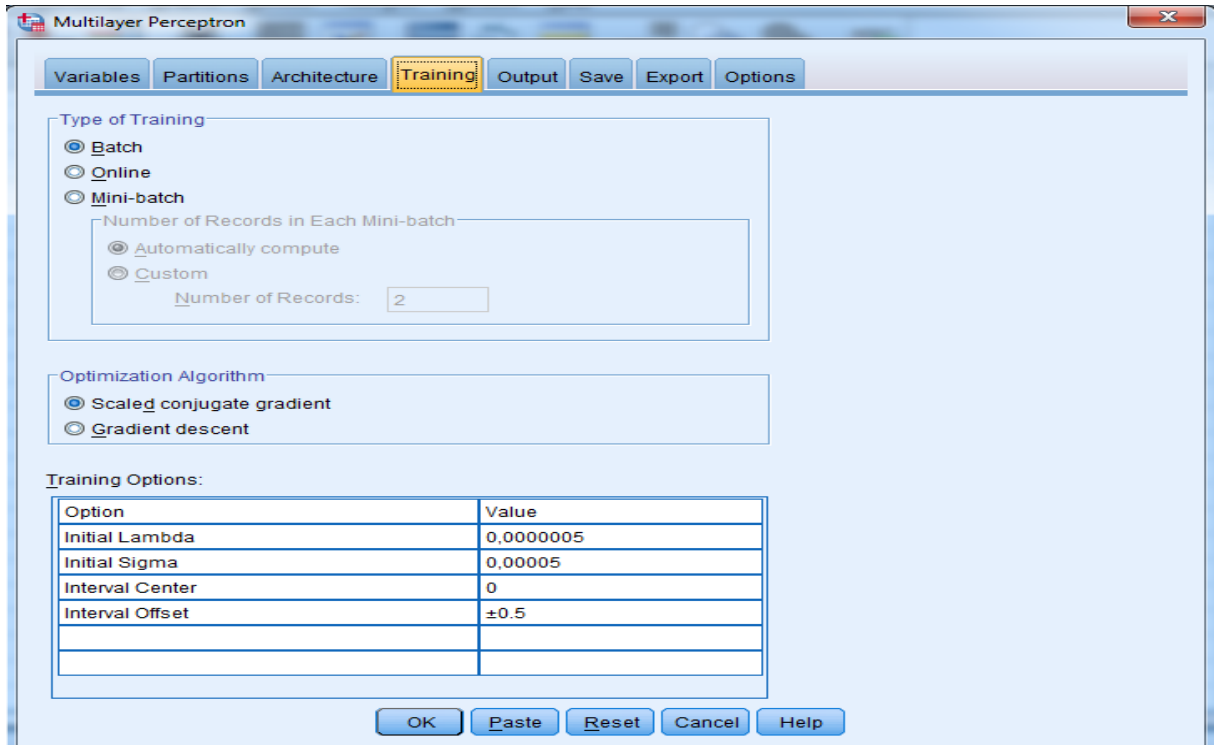 Multilayer Perceptron
Variables Partitions Architecture Training Output Save Export Options
Type of Training
Batch
Online
Mini-batch
Number of Records in Each Mini-batch
Automatically compute
Custom
Number of Records: 2
Optimization Algorithm
Scaled conjugate gradient
Gradient descent
Training Options:
Option Value
Initial Lambda 0,0000005
Initial Sigma 0,00005
Interval Center 0
Interval Offset ±0.5
OK Paste Reset Cancel Help